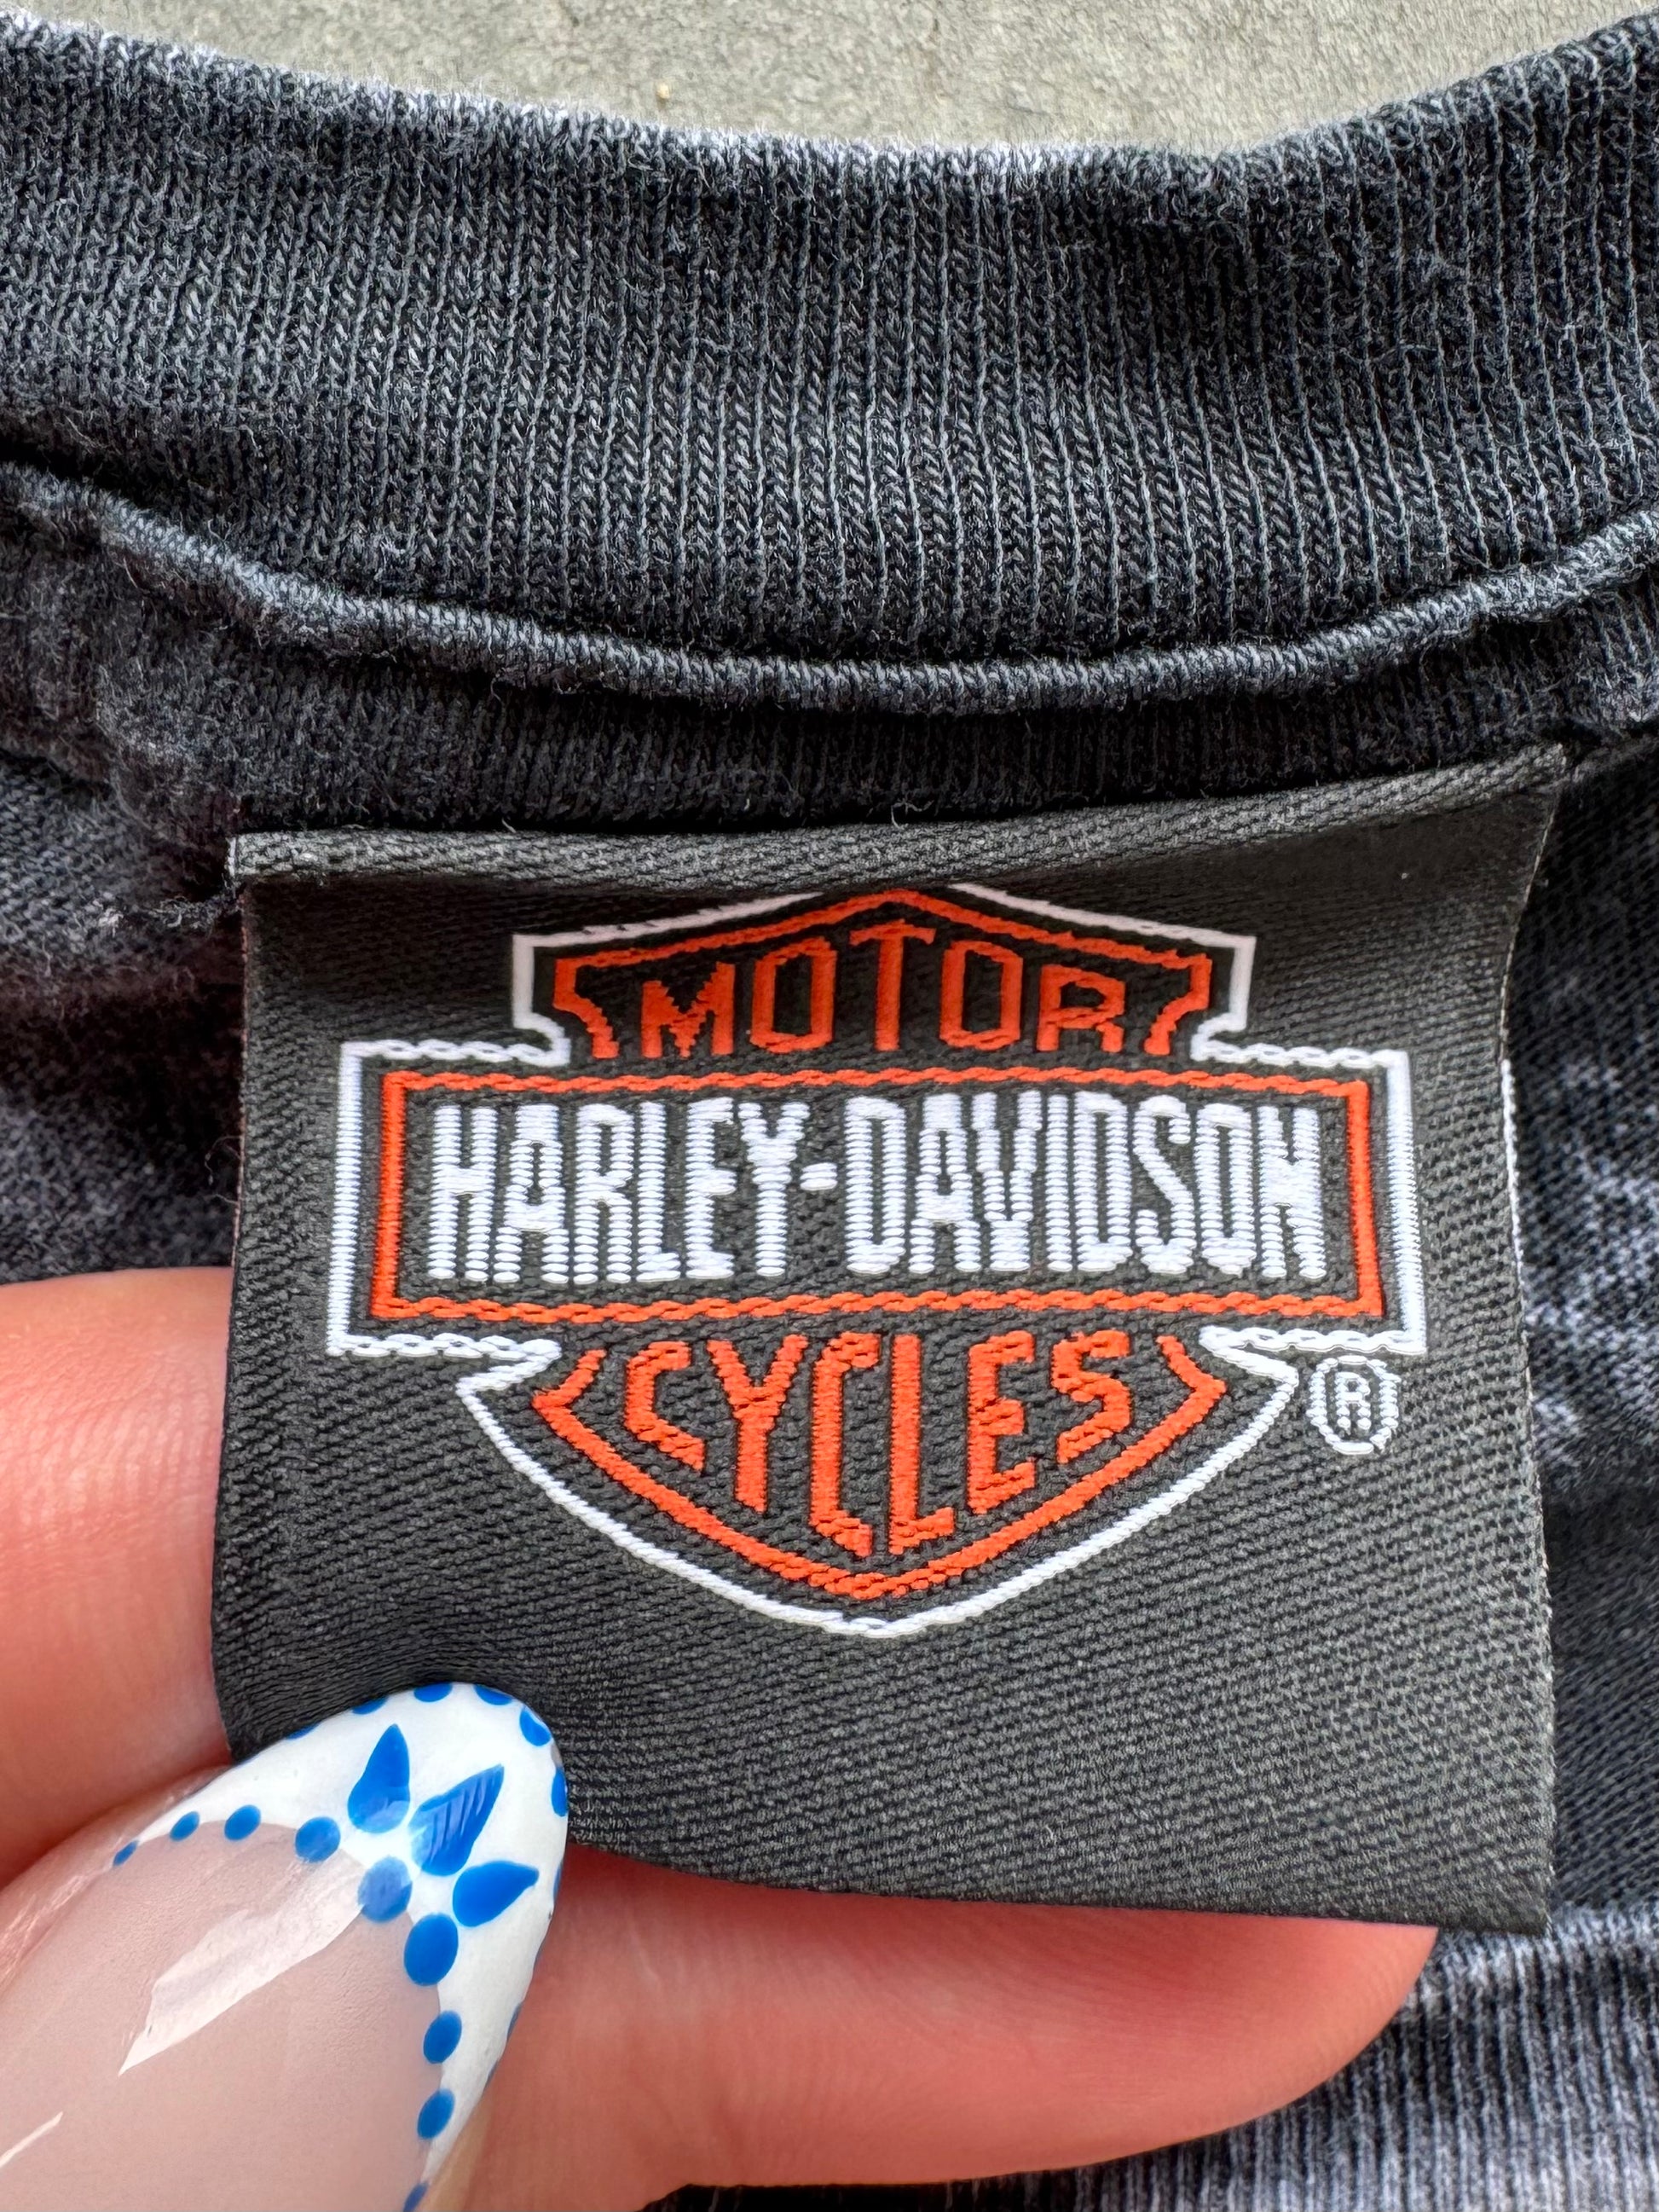 MOTOR
HARLEY-DAVIDSON
CYCLES
®